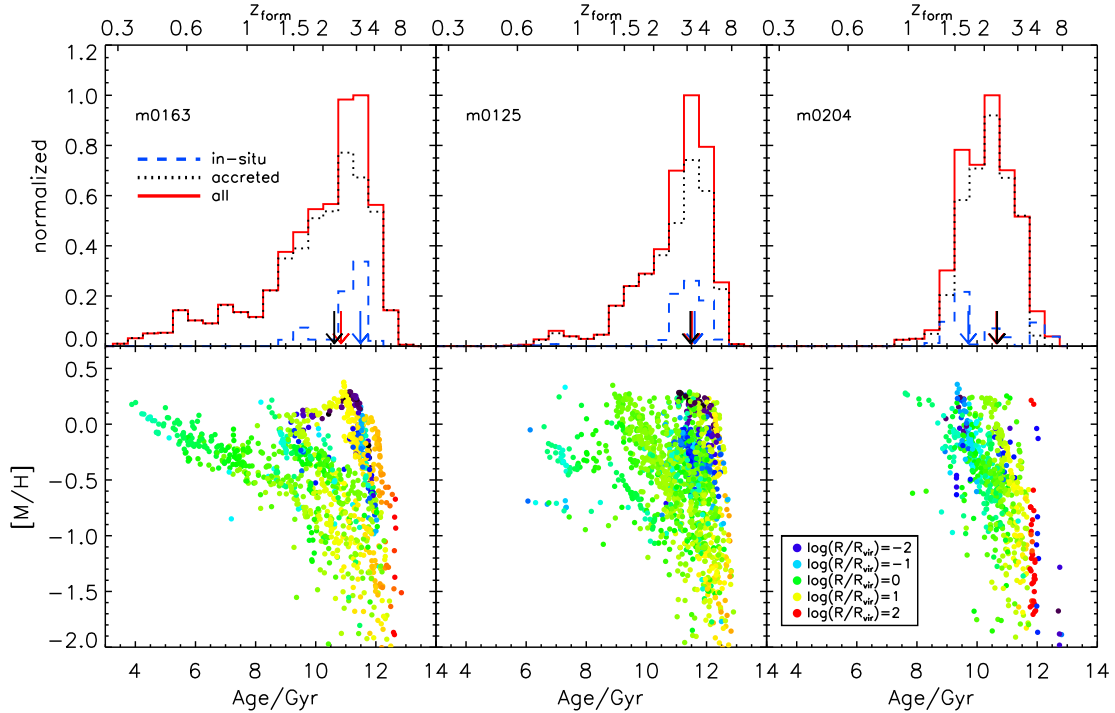 z_form z_form z_form
0.3 0.6 1 1.5 2 3 4 8 0.3 0.6 1 1.5 2 3 4 8 0.3 0.6 1 1.5 2 3 4 8
1.2
1.0
m0163 m0125 m0204
0.8
normalized
in-situ
accreted
all
0.6
0.4
0.2
0.0
0.5
0.0
−0.5
[M/H]
−1.0
log(R/R_vir)=−2
log(R/R_vir)=−1
log(R/R_vir)=0
log(R/R_vir)=1
log(R/R_vir)=2
−1.5
−2.0
4 6 8 10 12 14 4 6 8 10 12 14 4 6 8 10 12 14
Age/Gyr Age/Gyr Age/Gyr